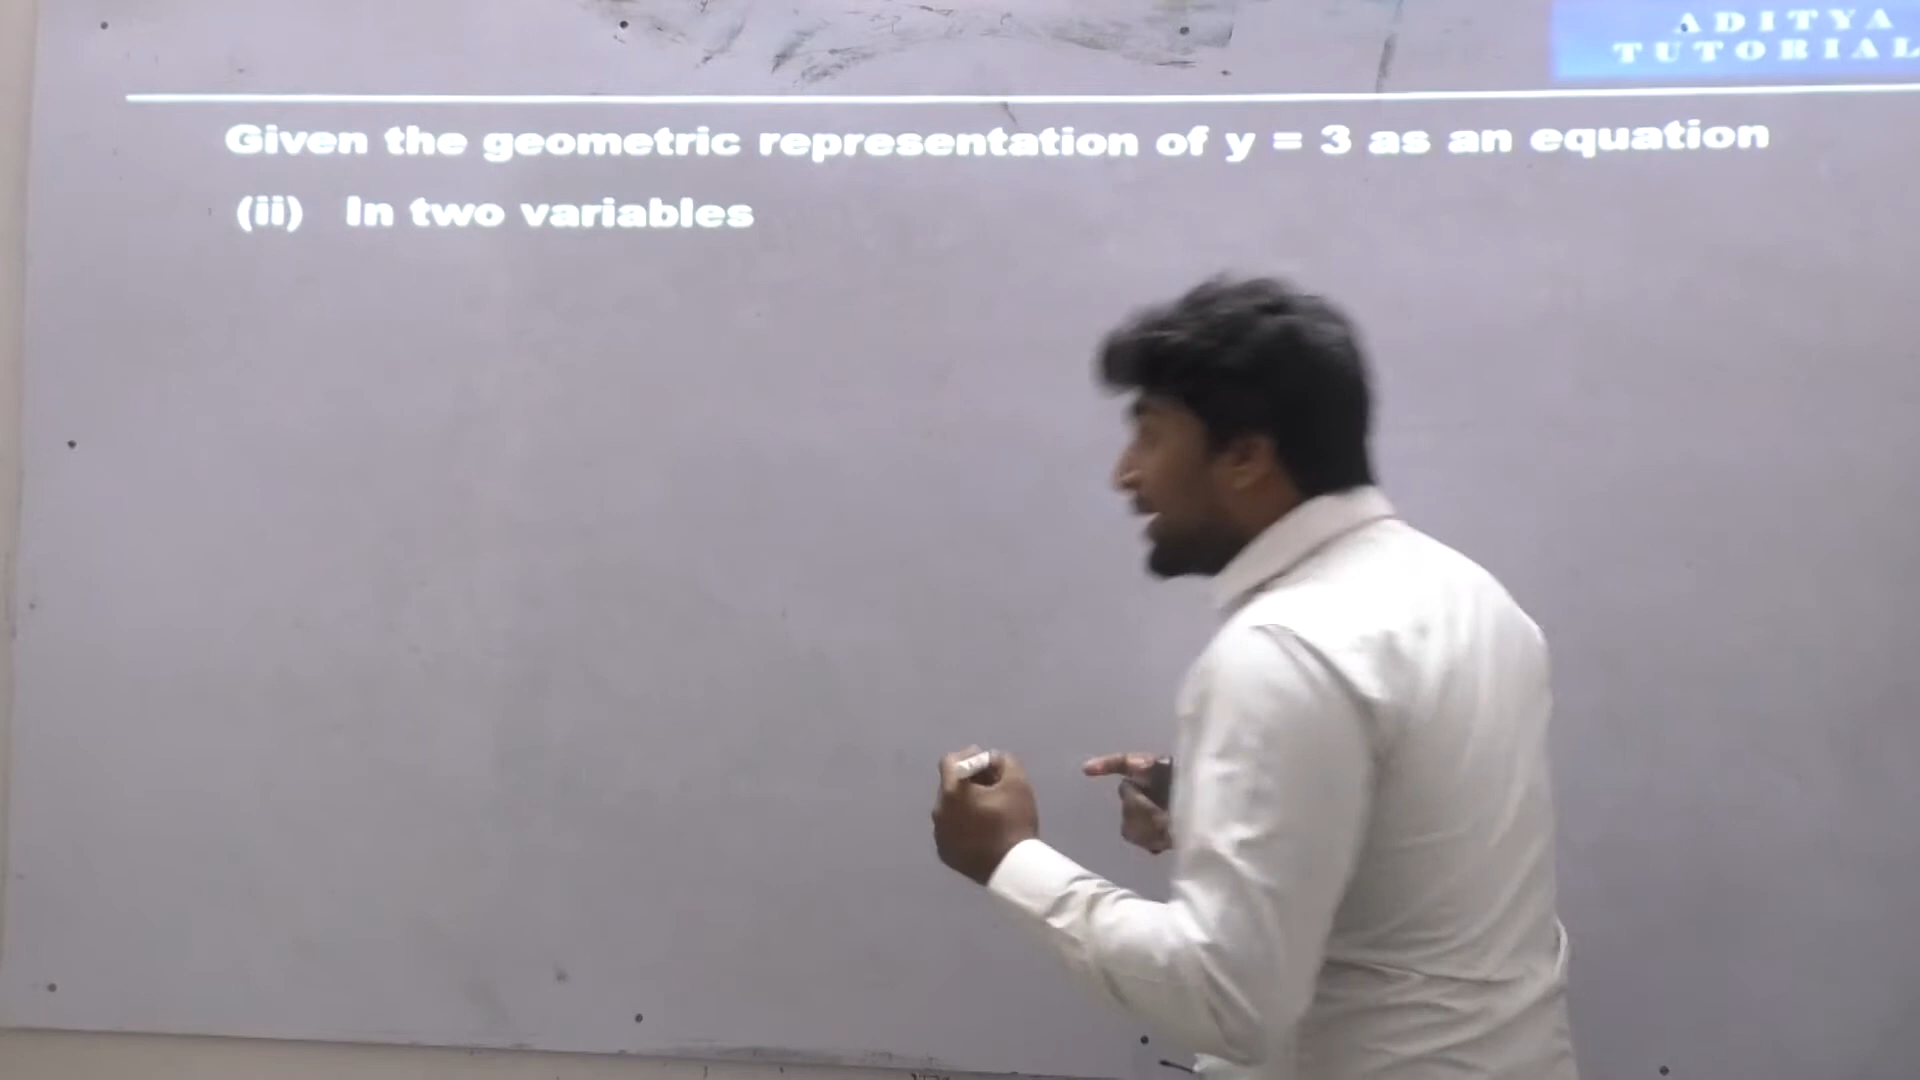 ADITYA
TUTORIAL
Given the geometric representation of y = 3 as an equation
(ii) In two variables